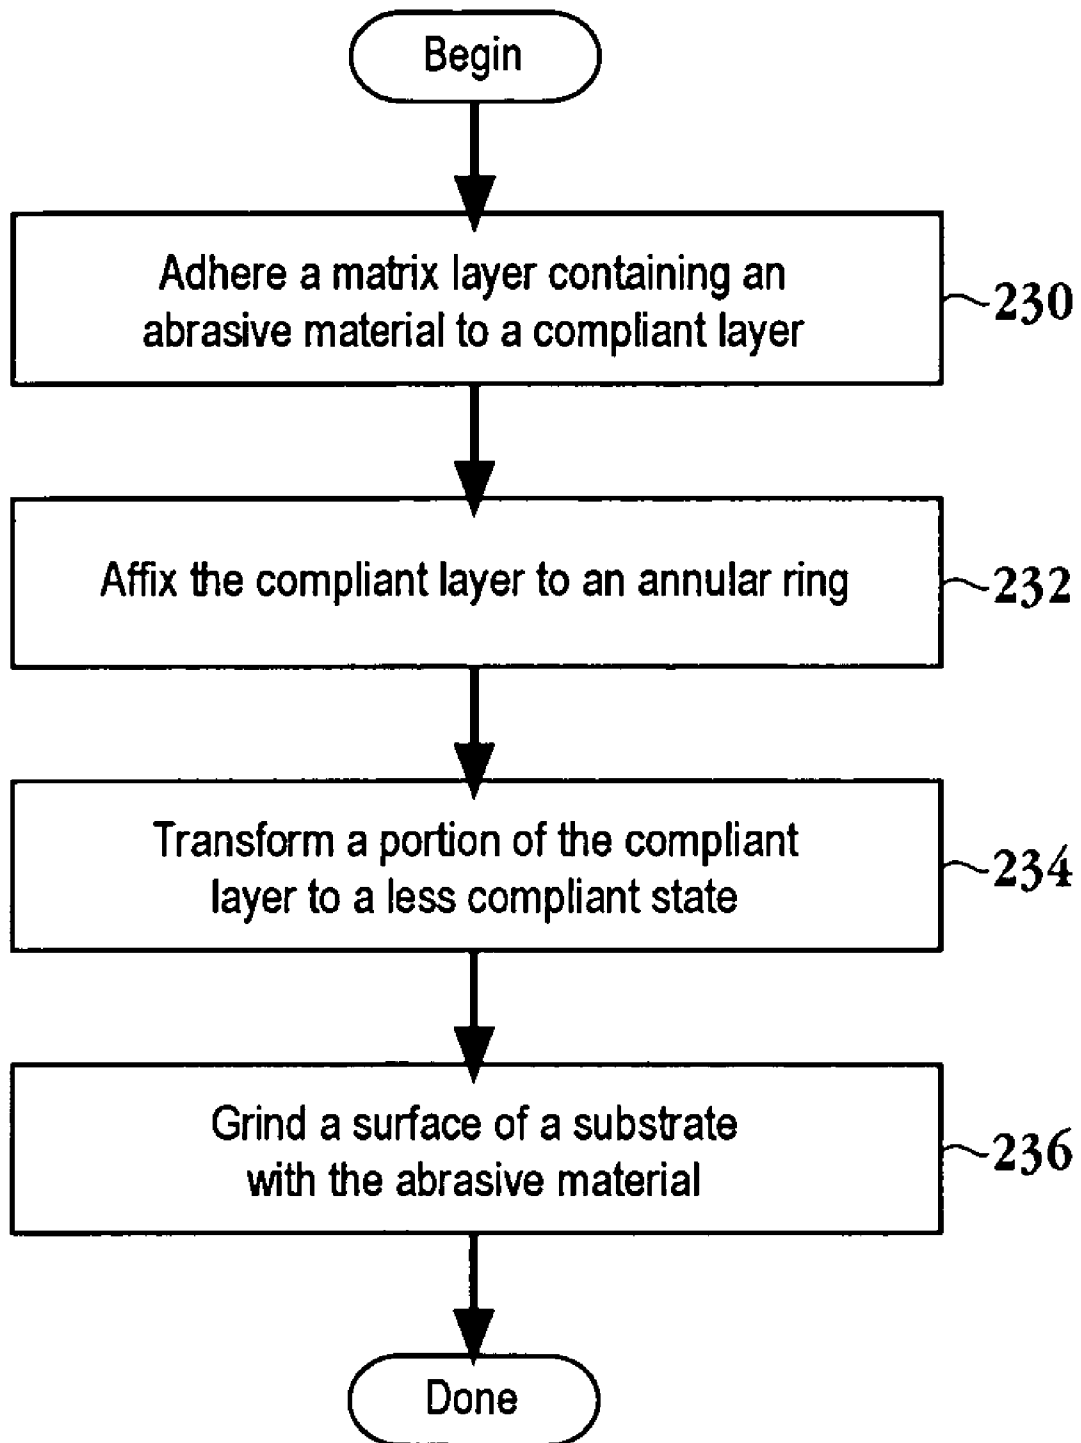 Begin
Adhere a matrix layer containing an
abrasive material to a compliant layer
230
Affix the compliant layer to an annular ring
232
Transform a portion of the compliant
layer to a less compliant state
234
Grind a surface of a substrate
with the abrasive material
236
Done